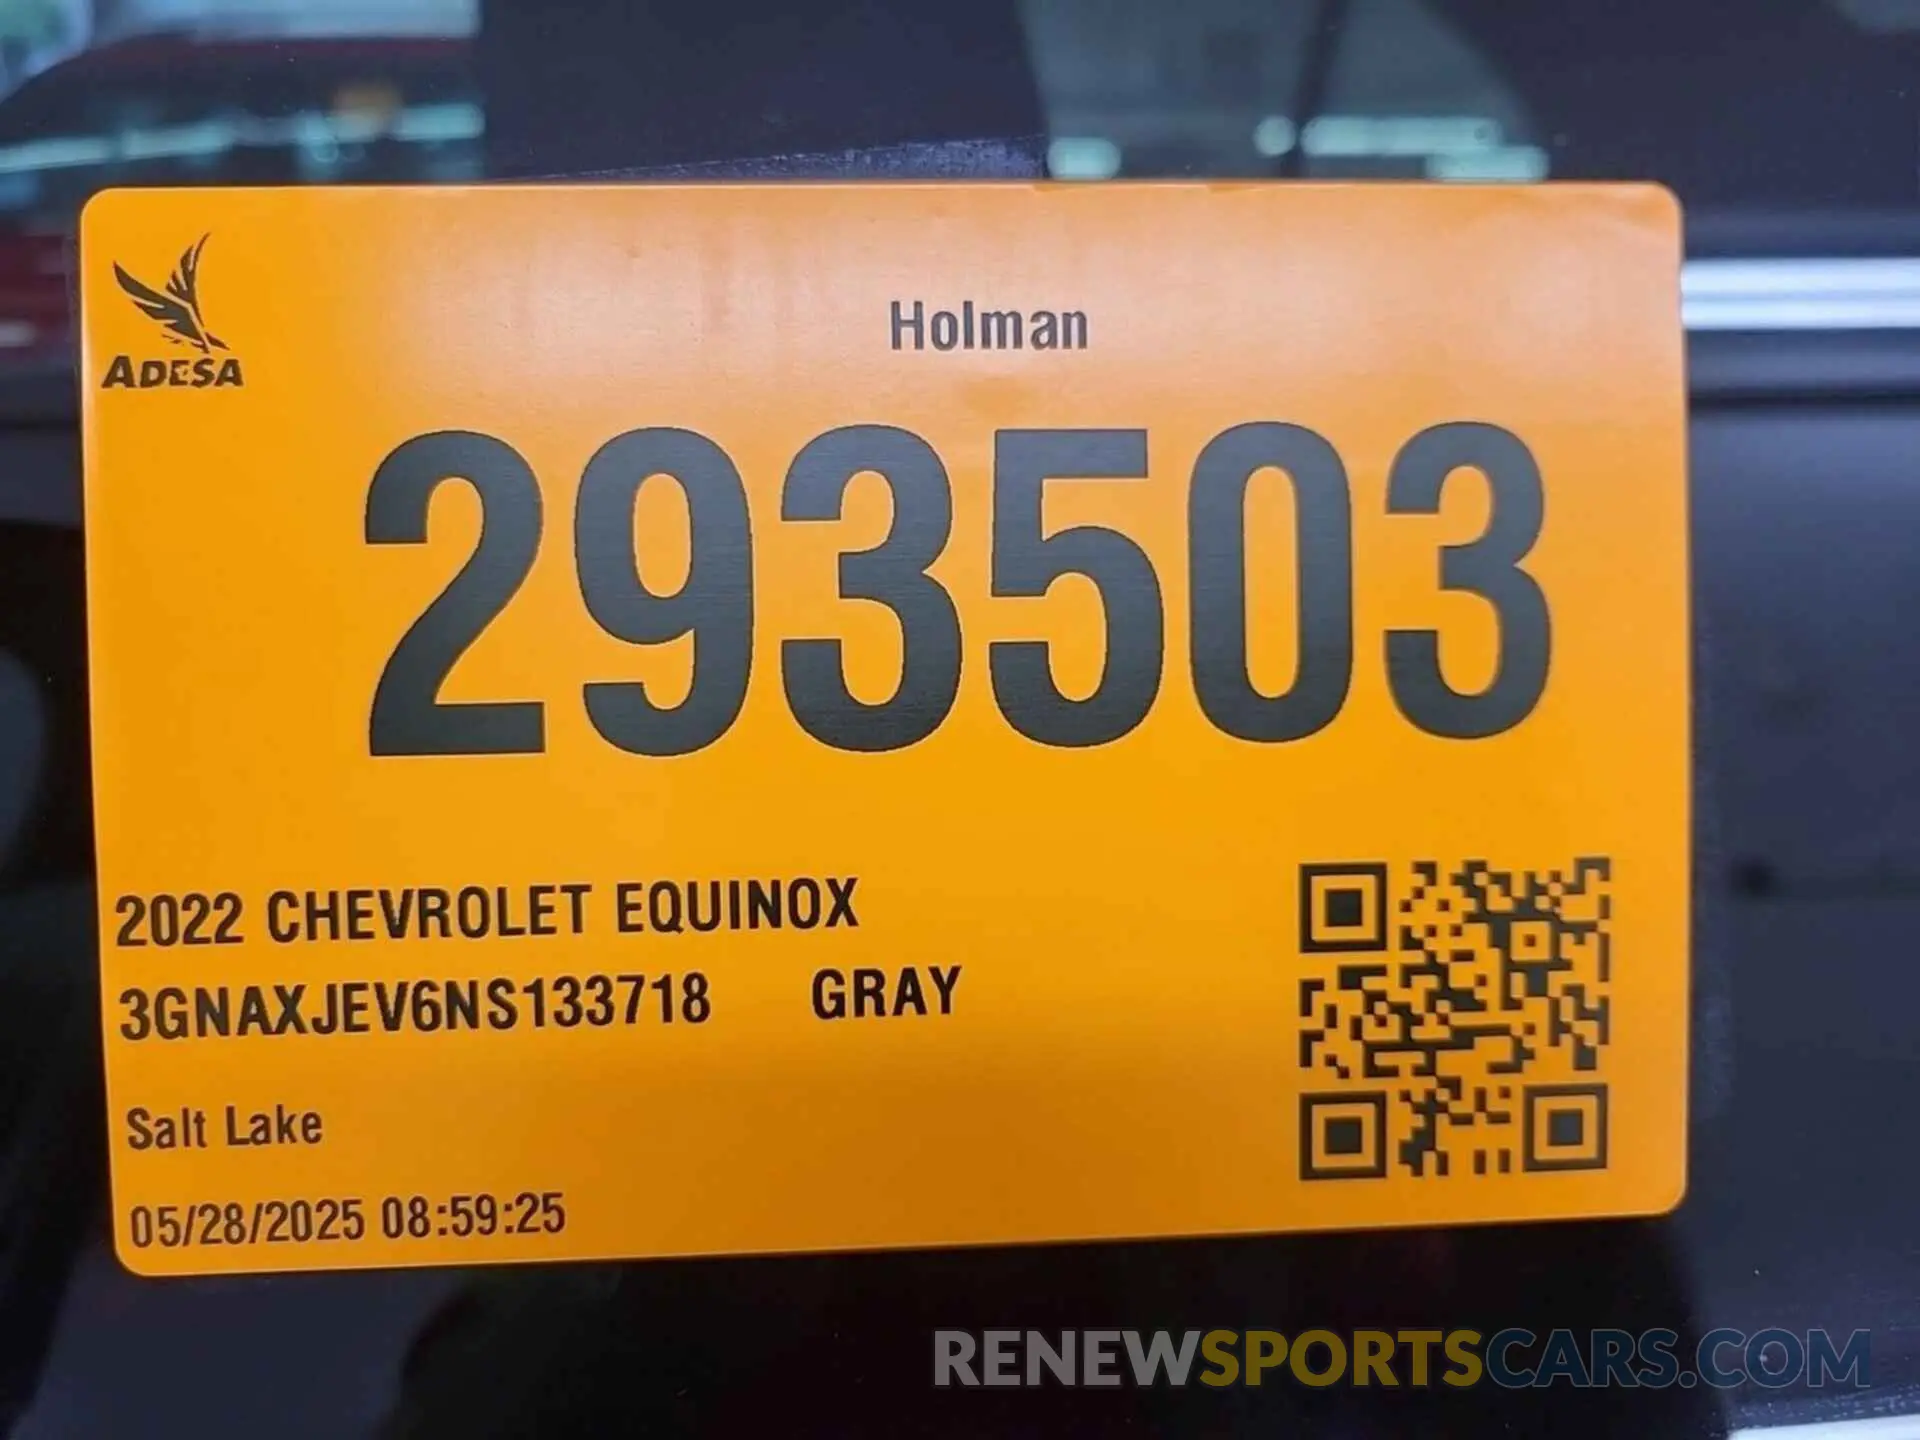 ADESA
Holman
293503
2022 CHEVROLET EQUINOX
3GNAXJEV6NS133718 GRAY
Salt Lake
05/28/2025 08:59:25
RENEWSPORTSCARS.COM